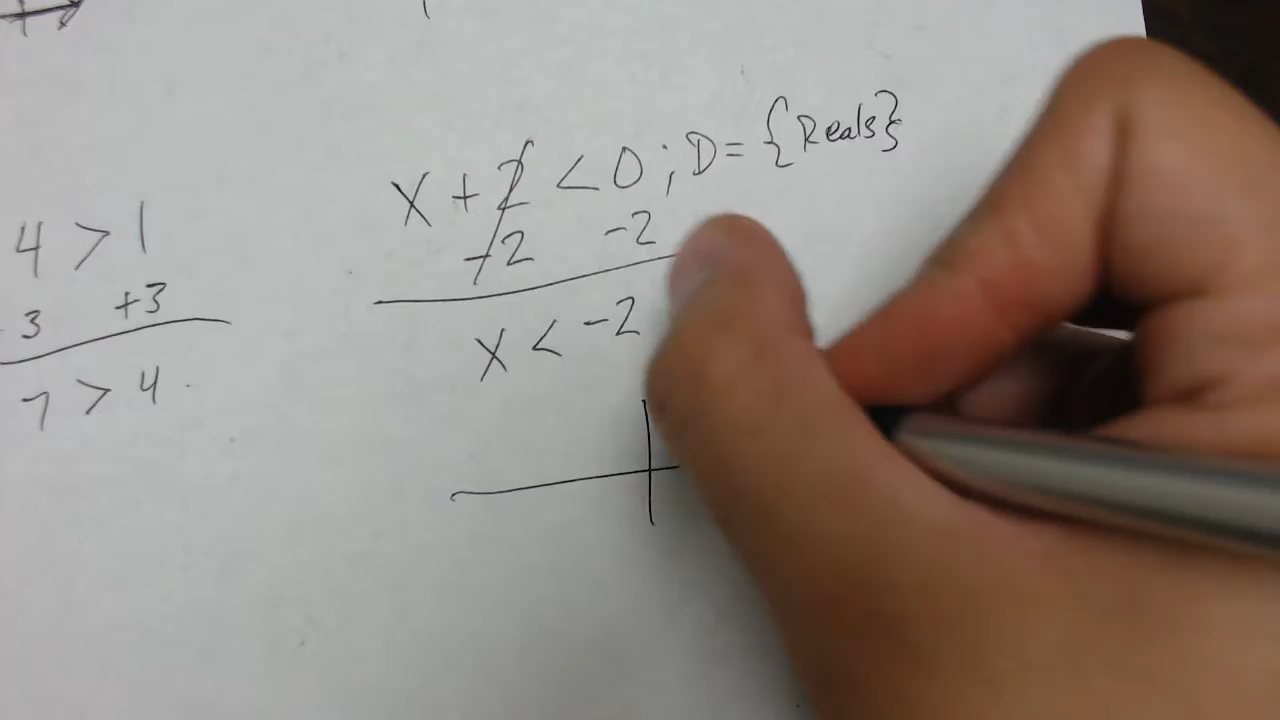 x + 2 < 0 ; D = {Reals}
-2 -2
x < -2
4 > 1
3 +3
7 > 4